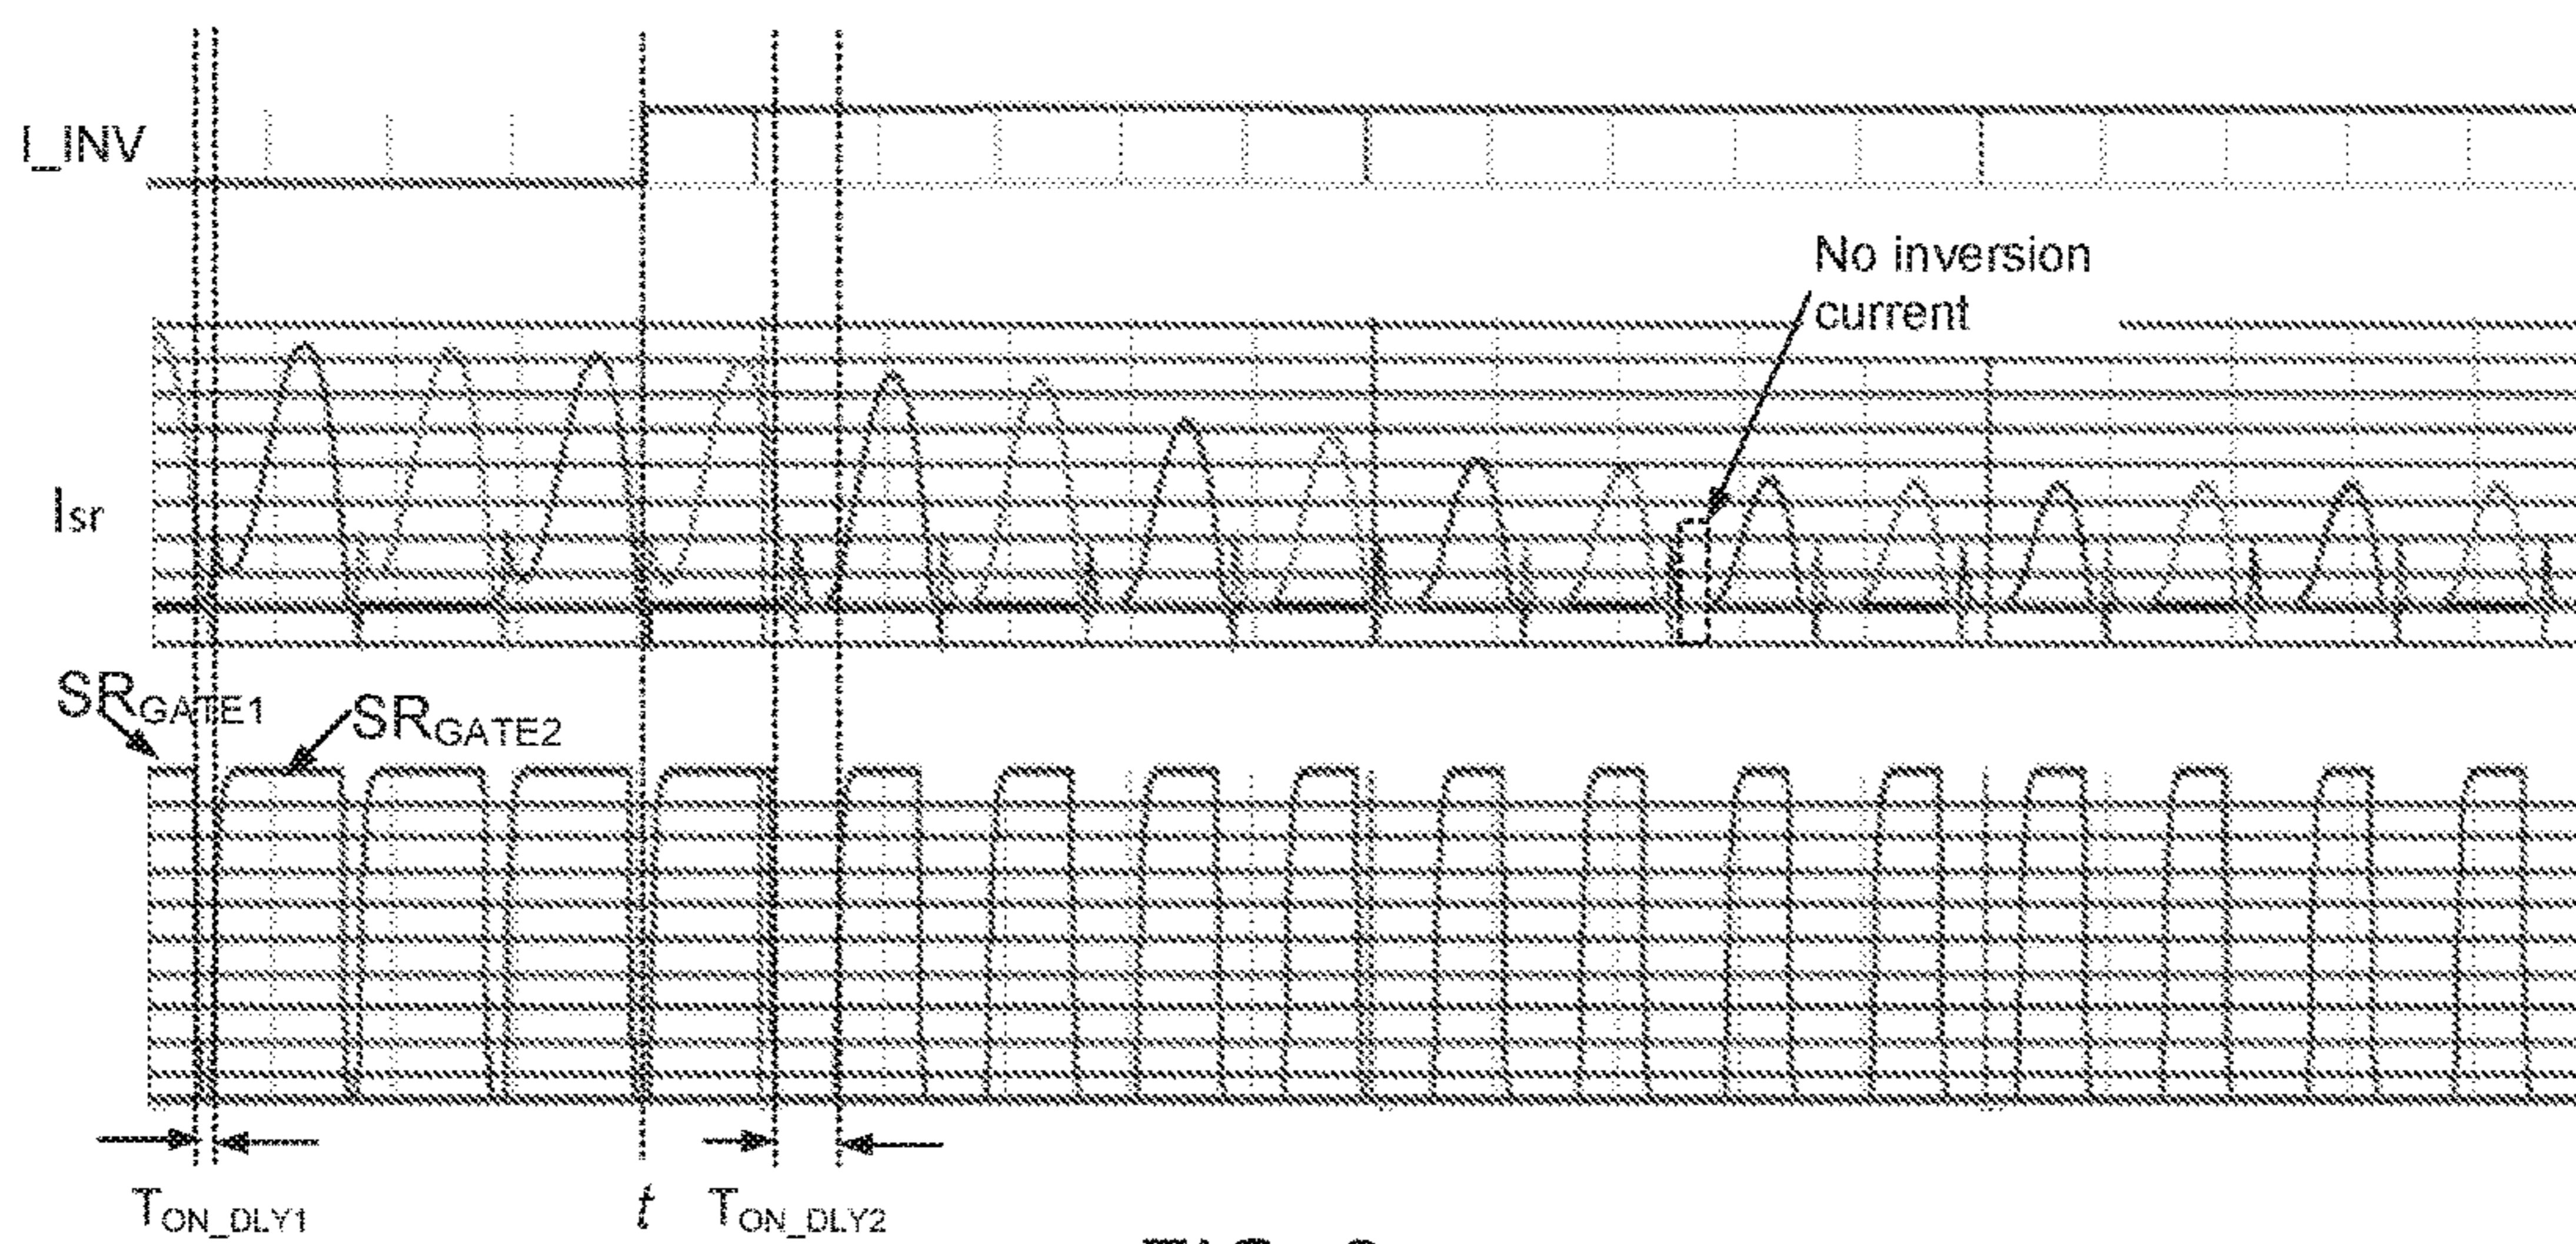 I_INV
No inversion
current
Isr
SRGATE1
SRGATE2
TON_DLY1
t
TON_DLY2